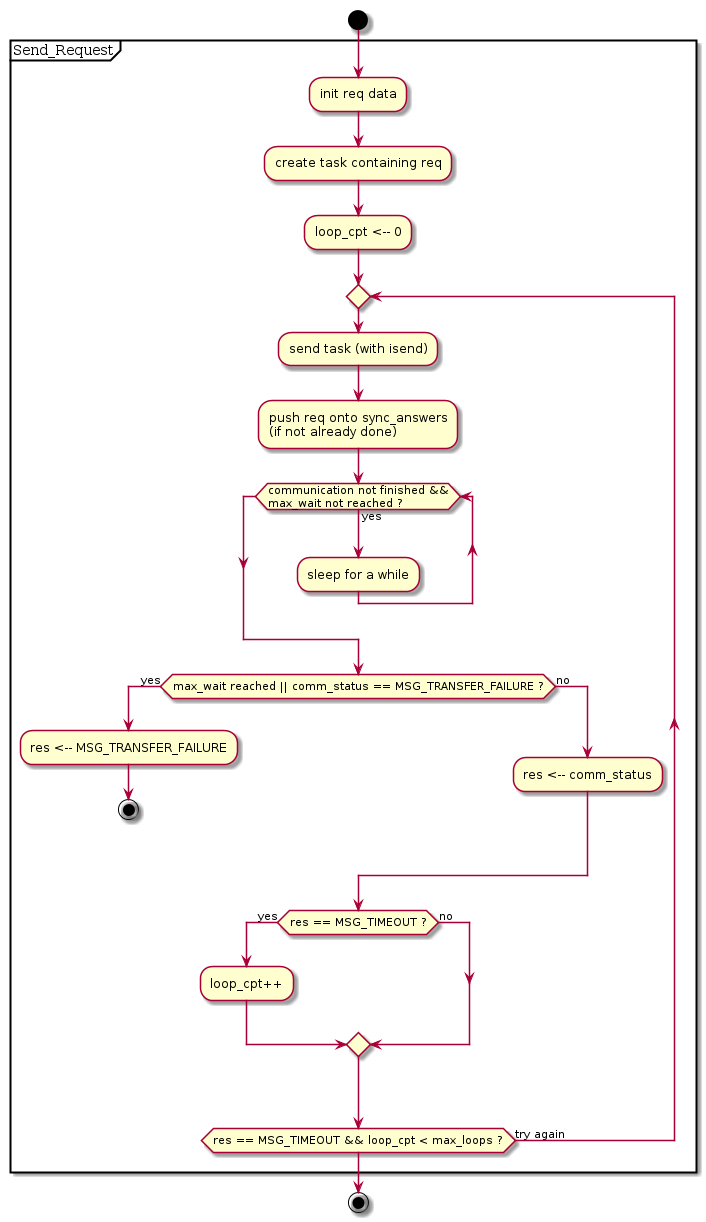 Send_Request
init req data
create task containing req
loop_cpt <-- 0
send task (with isend)
push req onto sync_answers
(if not already done)
communication not finished &&
max_wait not reached ?
yes
sleep for a while
yes
max_wait reached || comm_status == MSG_TRANSFER_FAILURE ?
no
res <-- MSG_TRANSFER_FAILURE
res <-- comm_status
yes
res == MSG_TIMEOUT ?
no
loop_cpt++
res == MSG_TIMEOUT && loop_cpt < max_loops ?
try again